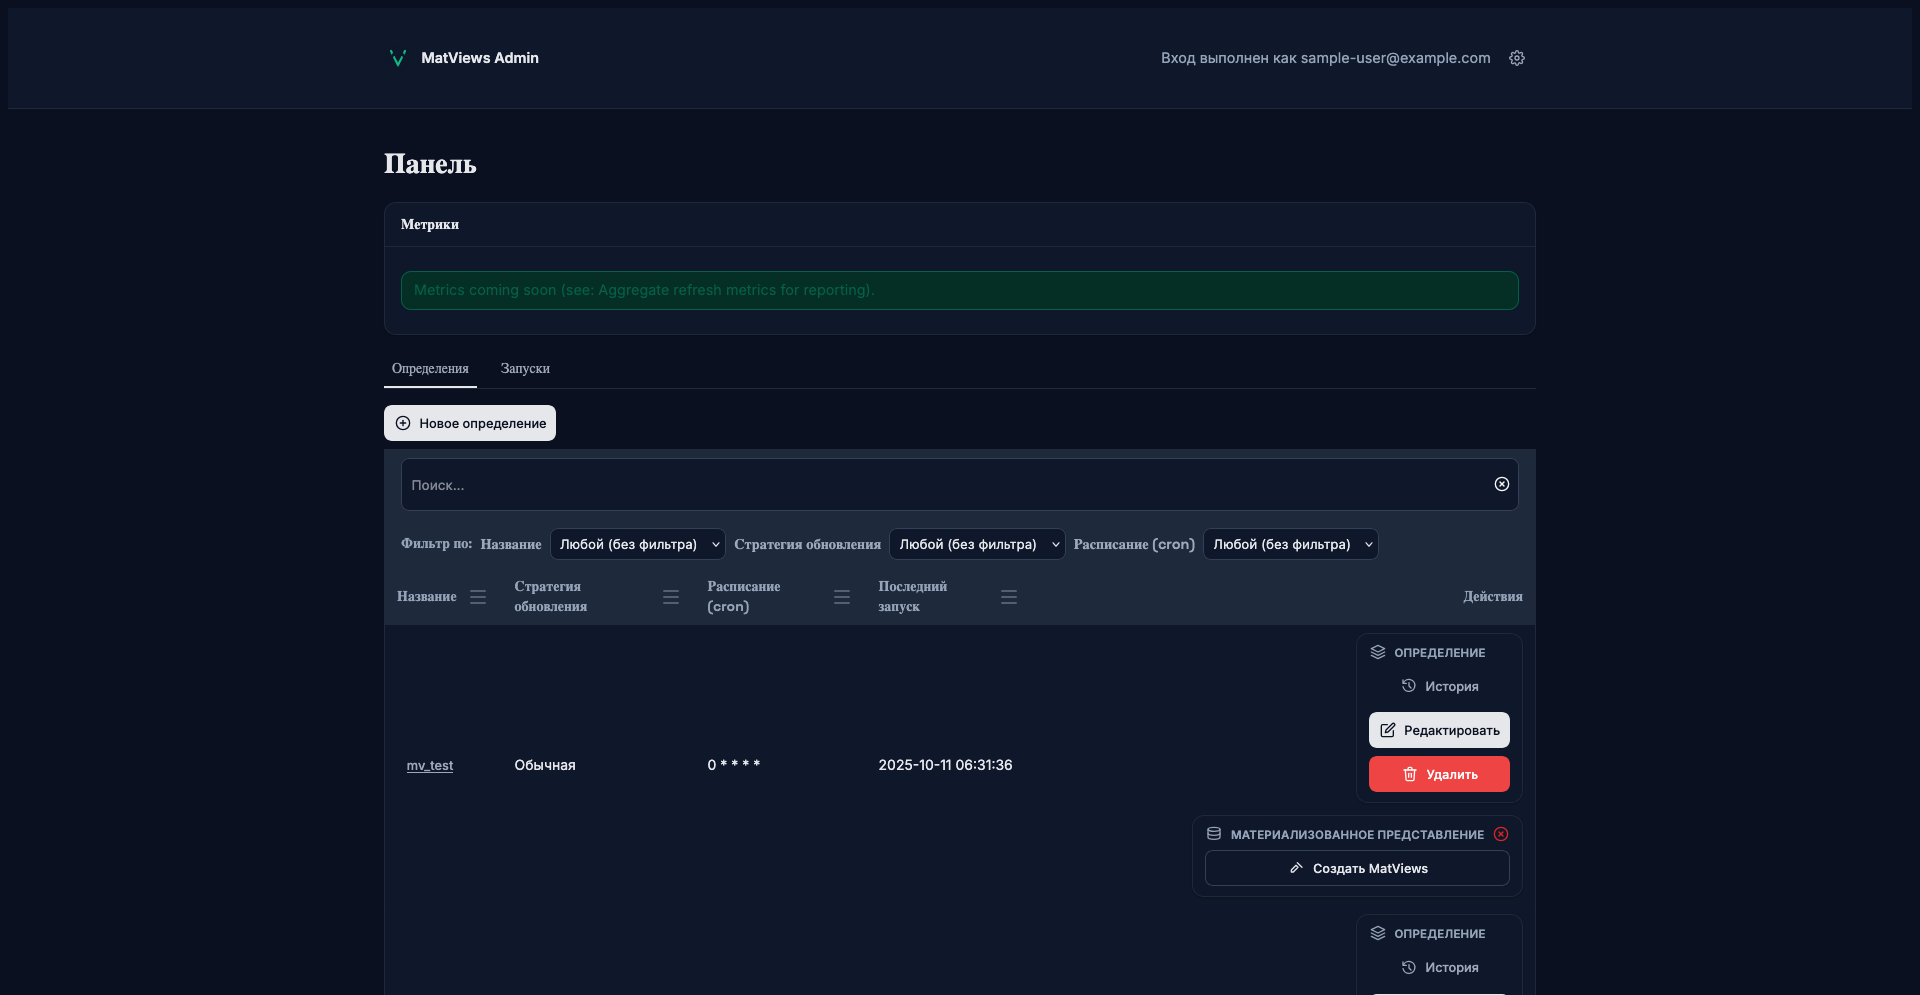 MatViews Admin
Вход выполнен как sample-user@example.com
Панель
Метрики
Metrics coming soon (see: Aggregate refresh metrics for reporting).
Определения Запуски
Новое определение
Поиск...
Фильтр по: Название Любой (без фильтра) Стратегия обновления Любой (без фильтра) Расписание (cron) Любой (без фильтра)
Название Стратегия обновления Расписание (cron) Последний запуск Действия
ОПРЕДЕЛЕНИЕ
История
Редактировать
mv_test Обычная 0 * * * * 2025-10-11 06:31:36
Удалить
МАТЕРИАЛИЗОВАННОЕ ПРЕДСТАВЛЕНИЕ
Создать MatViews
ОПРЕДЕЛЕНИЕ
История